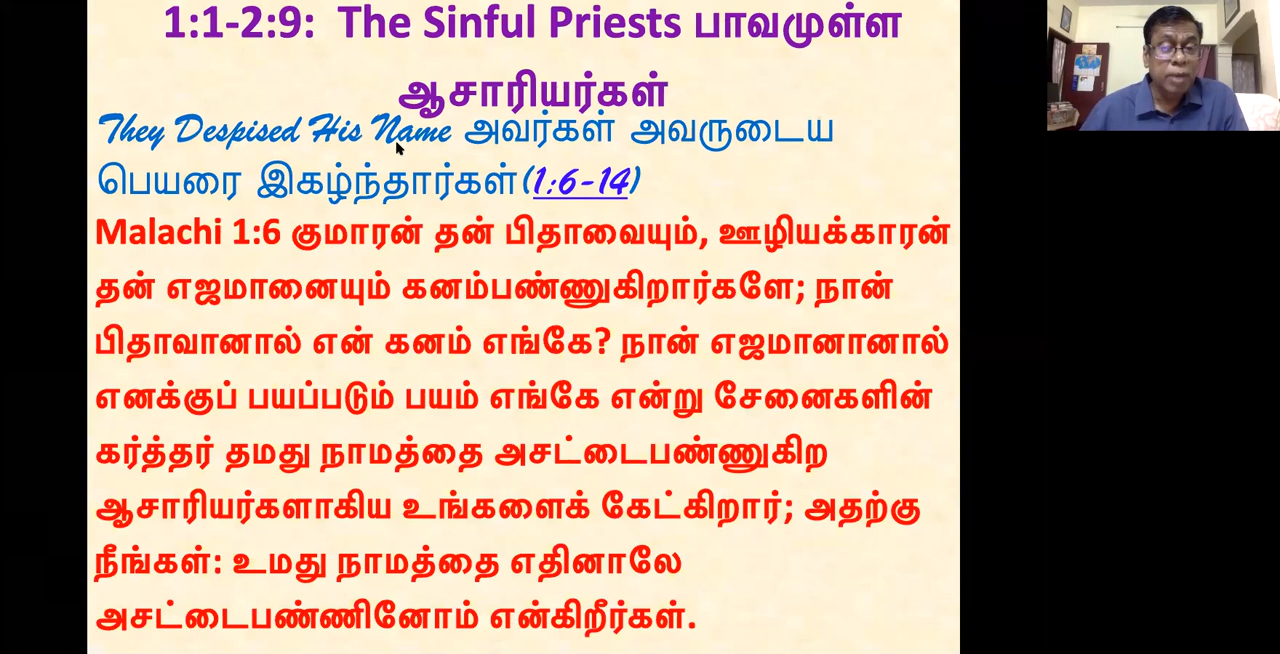 1:1-2:9: The Sinful Priests பாவமுள்ள
ஆசாரியர்கள்
They Despised His Name அவர்கள் அவருடைய
பெயரை இகழ்ந்தார்கள்(1:6-14)
Malachi 1:6 குமாரன் தன் பிதாவையும், ஊழியக்காரன்
தன் எஜமானையும் கனம்பண்ணுகிறார்களே; நான்
பிதாவானால் என் கனம் எங்கே? நான் எஜமானானால்
எனக்குப் பயப்படும் பயம் எங்கே என்று சேனைகளின்
கர்த்தர் தமது நாமத்தை அசட்டைபண்ணுகிற
ஆசாரியர்களாகிய உங்களைக் கேட்கிறார்; அதற்கு
நீங்கள்: உமது நாமத்தை எதினாலே
அசட்டைபண்ணினோம் என்கிறீர்கள்.